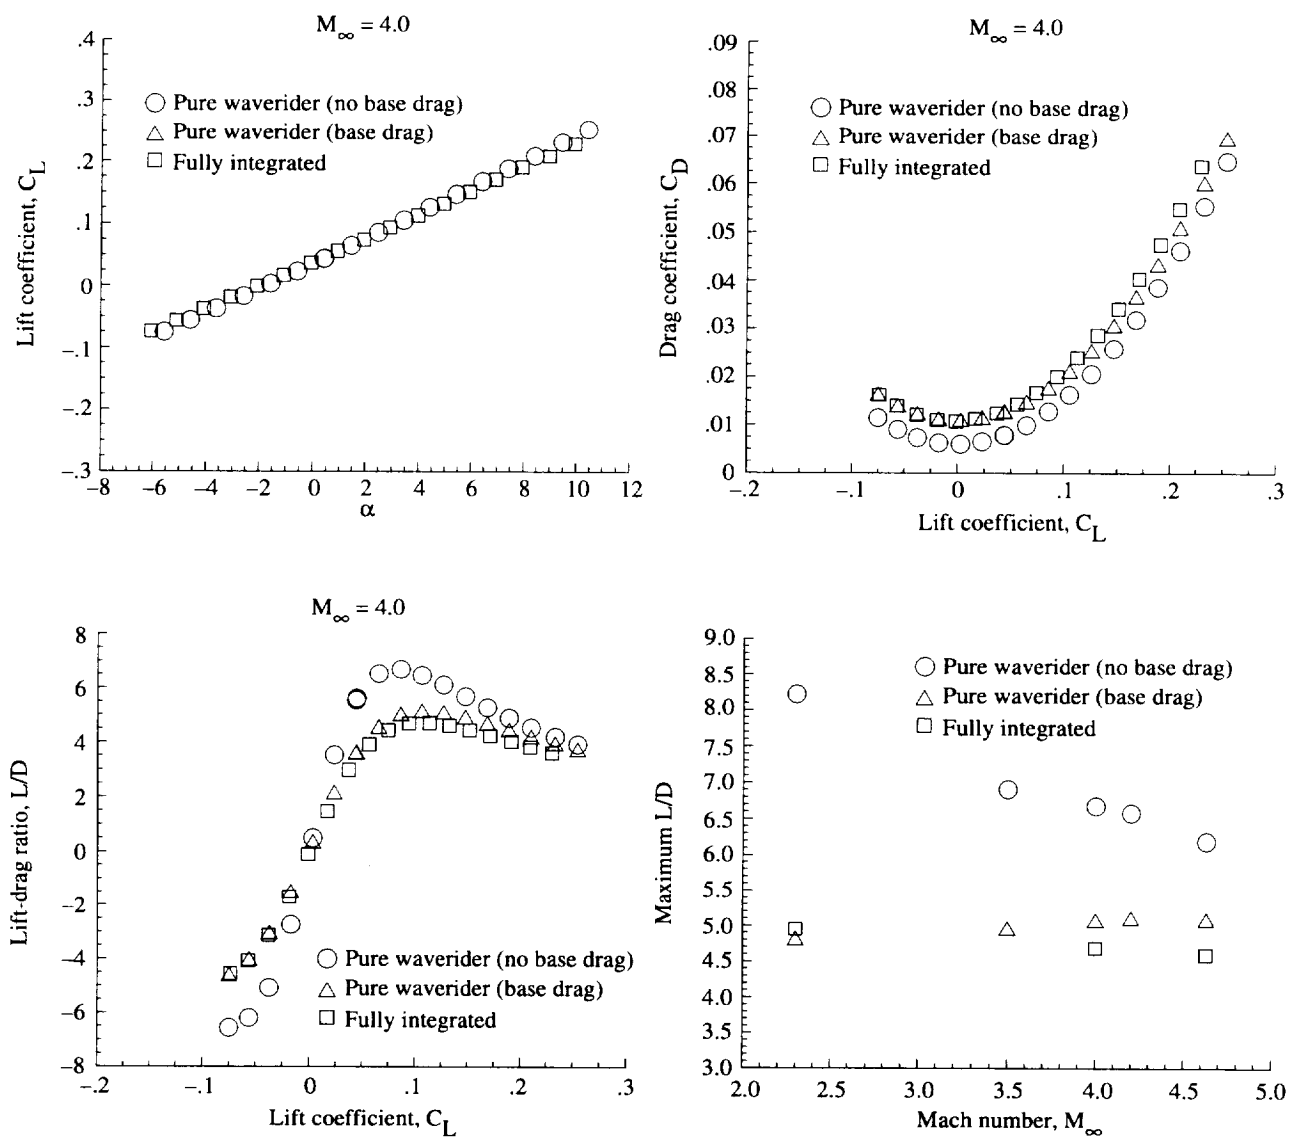 M∞ = 4.0
.4
.3
.2
.1
0
–.1
–.2
–.3
Lift coefficient, CL
Pure waverider (no base drag)
Pure waverider (base drag)
Fully integrated
–8 –6 –4 –2 0 2 4 6 8 10 12
α
M∞ = 4.0
.09
.08
.07
.06
.05
.04
.03
.02
.01
0
Drag coefficient, CD
Pure waverider (no base drag)
Pure waverider (base drag)
Fully integrated
–.2 –.1 0 .1 .2 .3
Lift coefficient, CL
M∞ = 4.0
8
6
4
2
0
–2
–4
–6
–8
Lift-drag ratio, L/D
Pure waverider (no base drag)
Pure waverider (base drag)
Fully integrated
–.2 –.1 0 .1 .2 .3
Lift coefficient, CL
9.0
8.5
8.0
7.5
7.0
6.5
6.0
5.5
5.0
4.5
4.0
3.5
3.0
Maximum L/D
Pure waverider (no base drag)
Pure waverider (base drag)
Fully integrated
2.0 2.5 3.0 3.5 4.0 4.5 5.0
Mach number, M∞